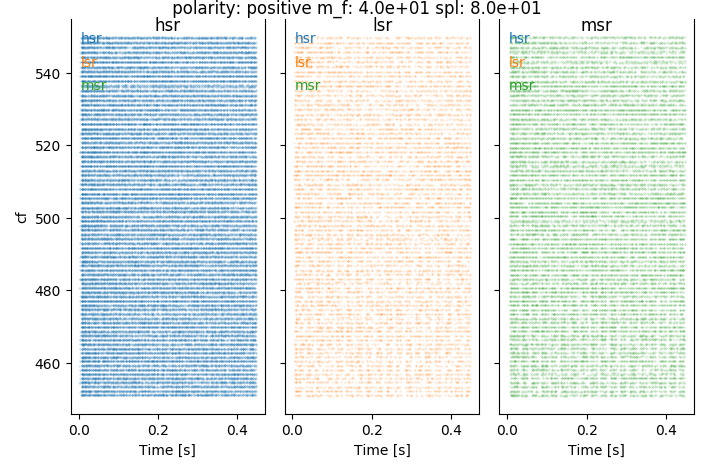 polarity: positive m_f: 4.0e+01 spl: 8.0e+01
hsr
lsr
msr
hsr
lsr
msr
hsr
lsr
msr
hsr
lsr
msr
540
520
500
480
460
cf
0.0
0.2
0.4
0.0
0.2
0.4
0.0
0.2
0.4
Time [s]
Time [s]
Time [s]